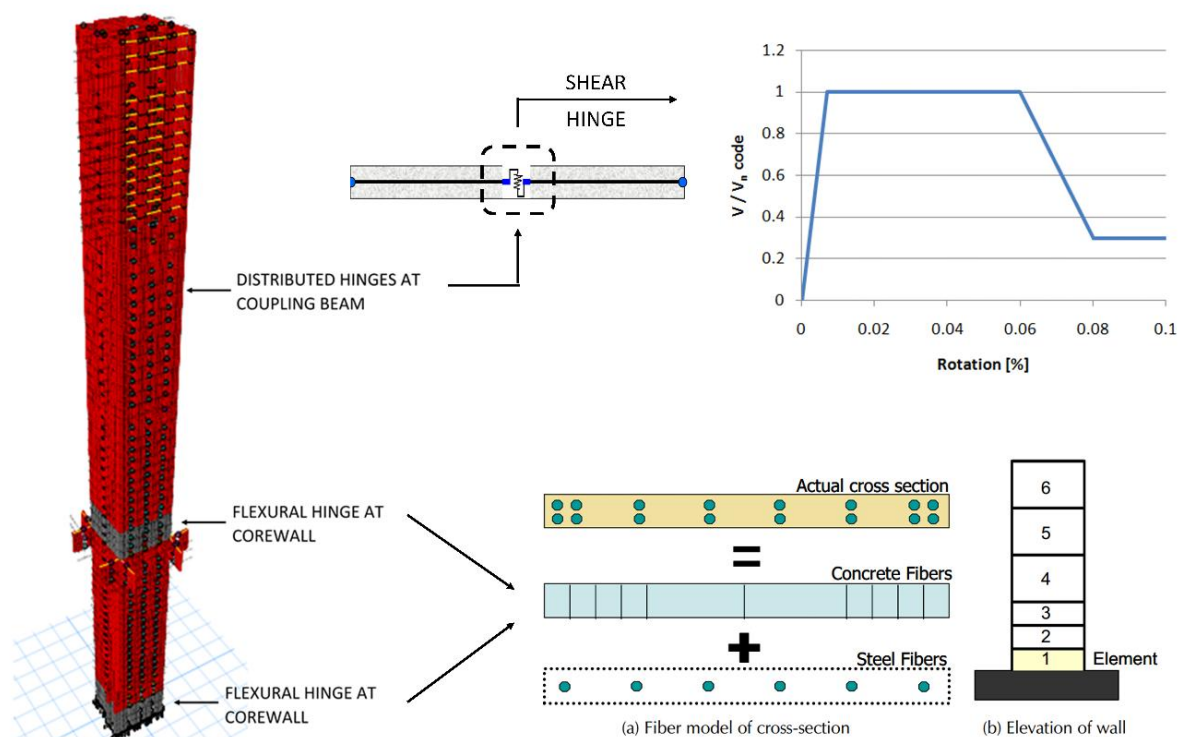 SHEAR
HINGE
DISTRIBUTED HINGES AT
COUPLING BEAM
FLEXURAL HINGE AT
COREWALL
FLEXURAL HINGE AT
COREWALL
V / Vn code
1.2
1
0.8
0.6
0.4
0.2
0
0 0.02 0.04 0.06 0.08 0.1
Rotation [%]
Actual cross section
=
Concrete Fibers
+
Steel Fibers
(a) Fiber model of cross-section
6
5
4
3
2
1 Element
(b) Elevation of wall